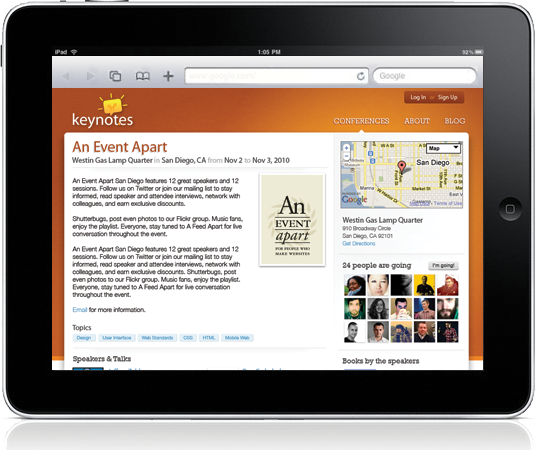 iPad 1:05 PM 92%
www.google.com/
Google
Log In or Sign Up
keynotes
CONFERENCES ABOUT BLOG
An Event Apart
Westin Gas Lamp Quarter in San Diego, CA from Nov 2 to Nov 3, 2010
An Event Apart San Diego features 12 great speakers and 12
sessions. Follow us on Twitter or join our mailing list to stay
informed, read speaker and attendee interviews, network with
colleagues, and earn exclusive discounts.
Shutterbugs, post even photos to our Flickr group. Music fans,
enjoy the playlist. Everyone, stay tuned to A Feed Apart for live
conversation throughout the event.
An Event Apart San Diego features 12 great speakers and 12
sessions. Follow us on Twitter or join our mailing list to stay
informed, read speaker and attendee interviews, network with
colleagues, and earn exclusive discounts. Shutterbugs, post
even photos to our Flickr group. Music fans, enjoy the playlist.
Everyone, stay tuned to A Feed Apart for live conversation
throughout the event.
Email for more information.
Topics
Design User Interface Web Standards CSS HTML Mobile Web
Speakers & Talks
An
EVENT
apart
FOR PEOPLE WHO
MAKE WEBSITES
Map
San Diego
Market St
Google
Terms of Use
Westin Gas Lamp Quarter
910 Broadway Circle
San Diego, CA 92101
Get Directions
24 people are going
I'm going!
Books by the speakers